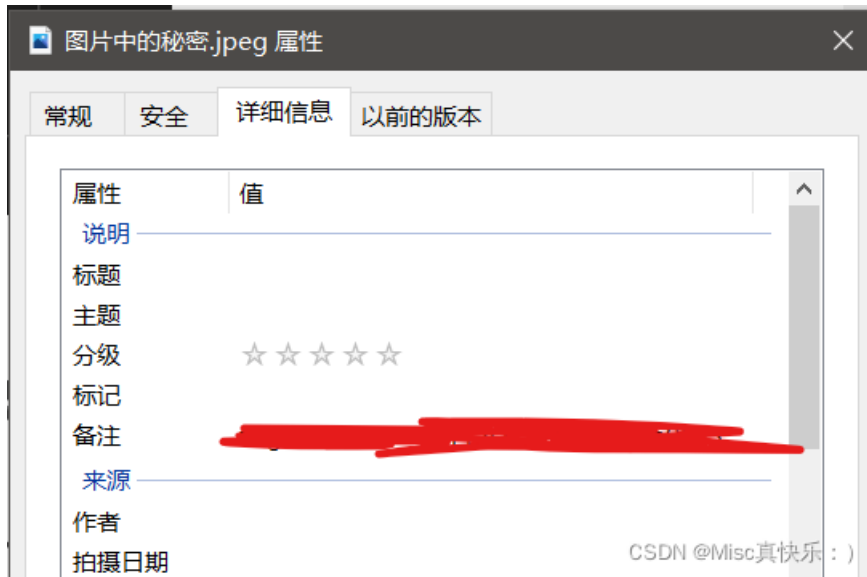 图片中的秘密.jpeg 属性
常规 安全 详细信息 以前的版本
属性 值
说明
标题
主题
分级 ☆☆☆☆☆
标记
备注
来源
作者
拍摄日期
CSDN @Misc真快乐：）